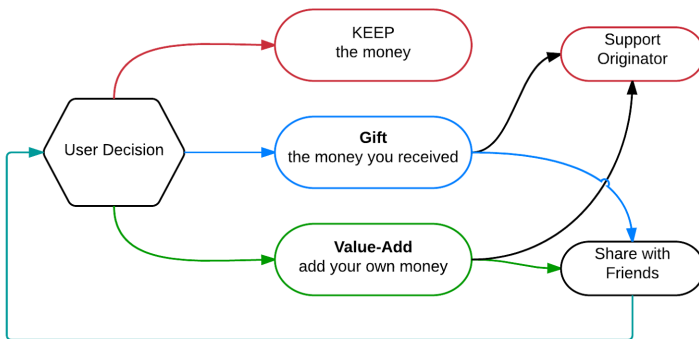 KEEP
the money
Support
Originator
User Decision
Gift
the money you received
Value-Add
add your own money
Share with
Friends